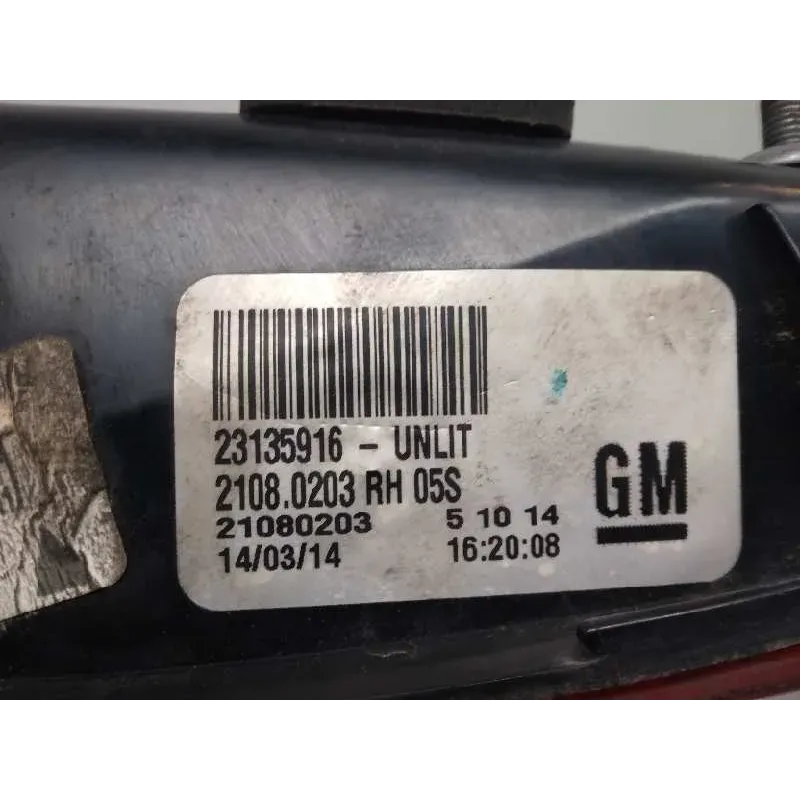 23135916 - UNLIT
2108.0203 RH 05S
21080203 5 10 14
14/03/14 16:20:08
GM